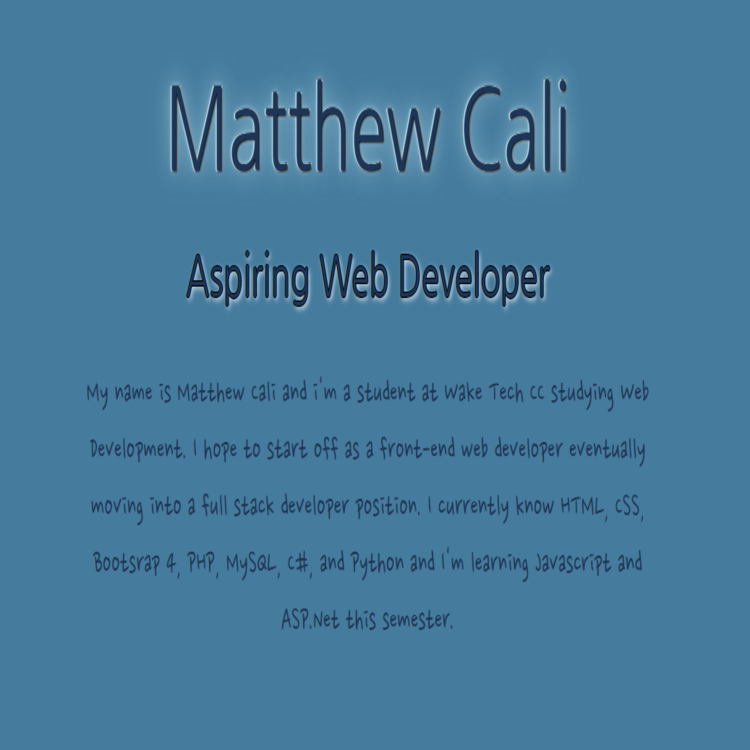 Matthew Cali
Aspiring Web Developer
My name is Matthew Cali and i'm a student at Wake Tech CC studying Web
Development. I hope to start off as a front-end web developer eventually
moving into a full stack developer position. I currently know HTML, CSS,
Bootsrap 4, PHP, MySQL, C#, and Python and I'm learning Javascript and
ASP.Net this semester.